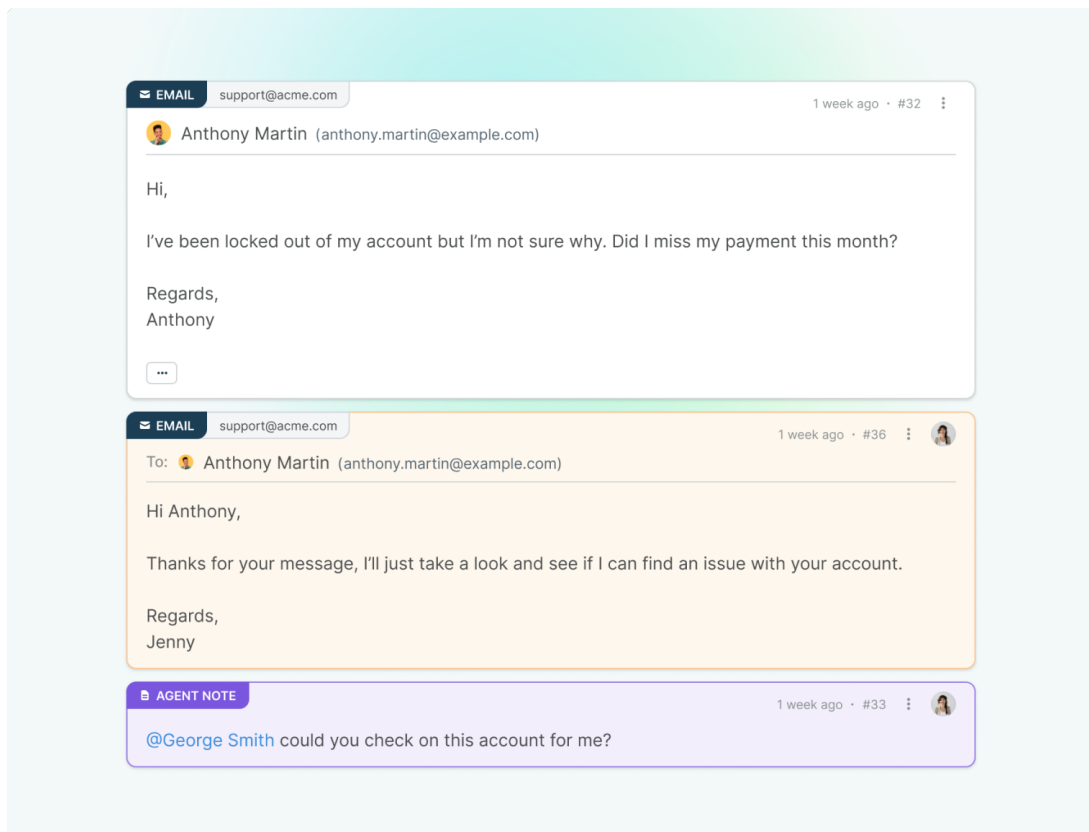 EMAIL support@acme.com
1 week ago · #32
Anthony Martin (anthony.martin@example.com)
Hi,
I’ve been locked out of my account but I’m not sure why. Did I miss my payment this month?
Regards,
Anthony
...
EMAIL support@acme.com
1 week ago · #36
To: Anthony Martin (anthony.martin@example.com)
Hi Anthony,
Thanks for your message, I’ll just take a look and see if I can find an issue with your account.
Regards,
Jenny
AGENT NOTE
1 week ago · #33
@George Smith could you check on this account for me?